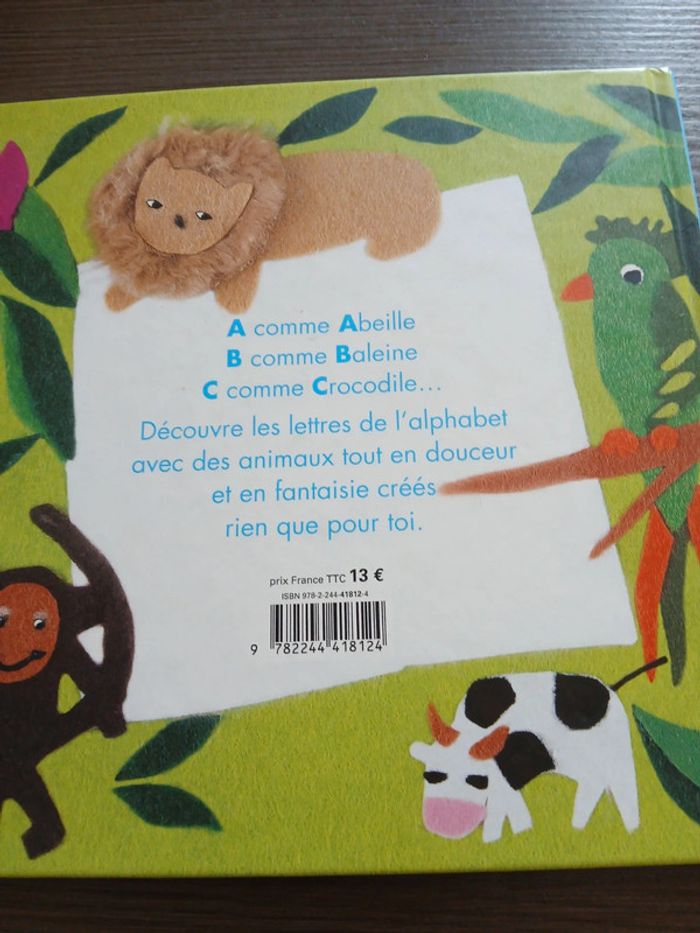 A comme Abeille
B comme Baleine
C comme Crocodile...
Découvre les lettres de l'alphabet
avec des animaux tout en douceur
et en fantaisie créés
rien que pour toi.
prix France TTC 13 €
ISBN 978-2-244-41812-4
9 782244 418124